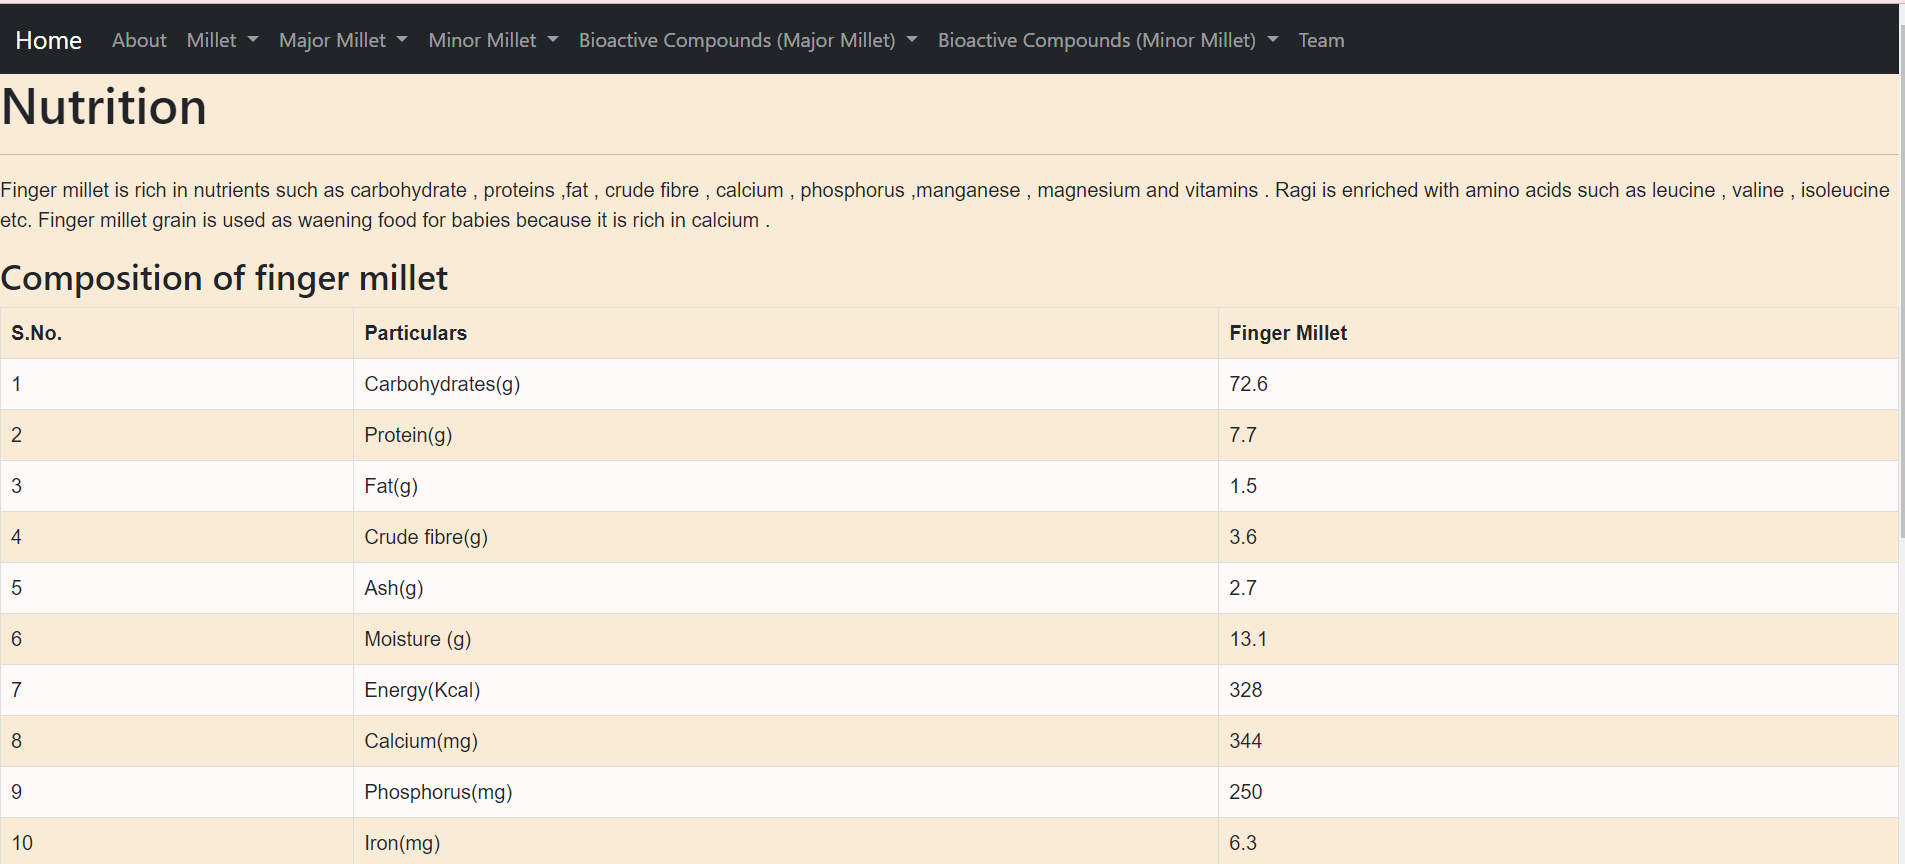 Home About Millet Major Millet Minor Millet Bioactive Compounds (Major Millet) Bioactive Compounds (Minor Millet) Team
Nutrition
Finger millet is rich in nutrients such as carbohydrate , proteins ,fat , crude fibre , calcium , phosphorus ,manganese , magnesium and vitamins . Ragi is enriched with amino acids such as leucine , valine , isoleucine
etc. Finger millet grain is used as waening food for babies because it is rich in calcium .
Composition of finger millet
S.No. Particulars Finger Millet
1 Carbohydrates(g) 72.6
2 Protein(g) 7.7
3 Fat(g) 1.5
4 Crude fibre(g) 3.6
5 Ash(g) 2.7
6 Moisture (g) 13.1
7 Energy(Kcal) 328
8 Calcium(mg) 344
9 Phosphorus(mg) 250
10 Iron(mg) 6.3